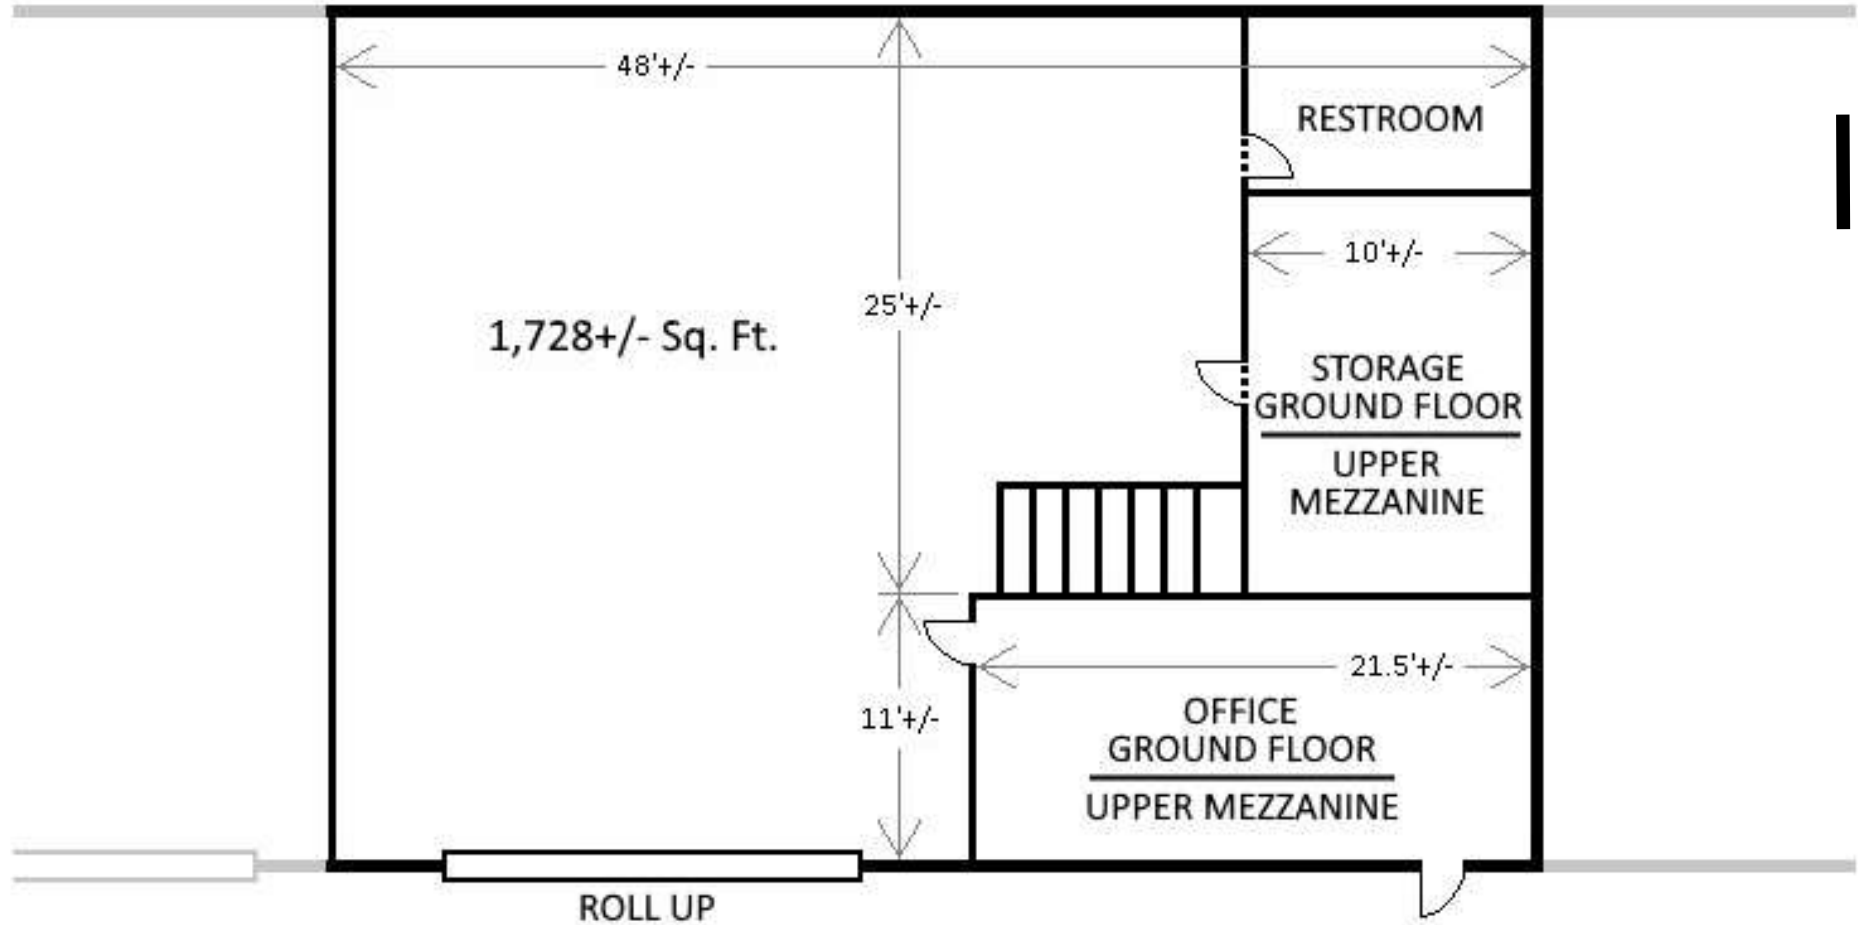 48'+/-
RESTROOM
10'+/-
25'+/-
1,728+/- Sq. Ft.
STORAGE
GROUND FLOOR
UPPER
MEZZANINE
21.5'+/-
11'+/-
OFFICE
GROUND FLOOR
UPPER MEZZANINE
ROLL UP